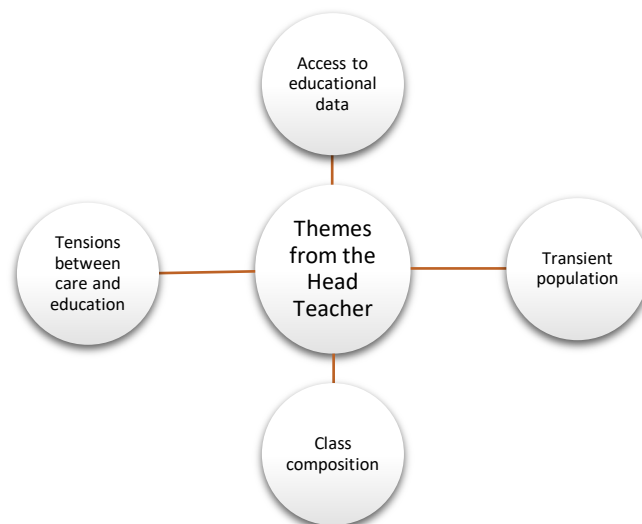 Access to
educational
data
Tensions
between
care and
education
Themes
from the
Head
Teacher
Transient
population
Class
composition